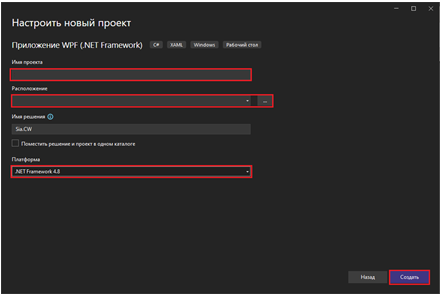 Настроить новый проект
Приложение WPF (.NET Framework) C# XAML Windows Рабочий стол
Имя проекта
Расположение
...
Имя решения
Sia.CW
Поместить решение и проект в одном каталоге
Платформа
.NET Framework 4.8
Назад Создать